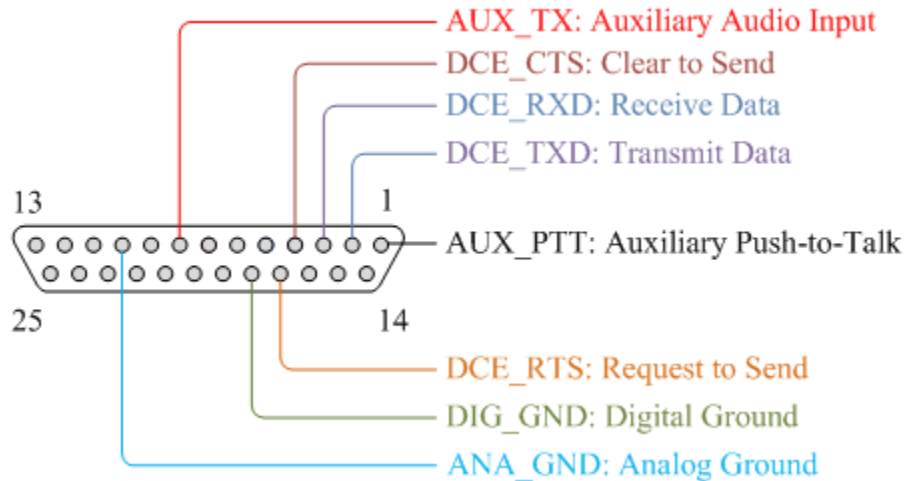 AUX_TX: Auxiliary Audio Input
DCE_CTS: Clear to Send
DCE_RXD: Receive Data
DCE_TXD: Transmit Data
13
1
AUX_PTT: Auxiliary Push-to-Talk
25
14
DCE_RTS: Request to Send
DIG_GND: Digital Ground
ANA_GND: Analog Ground